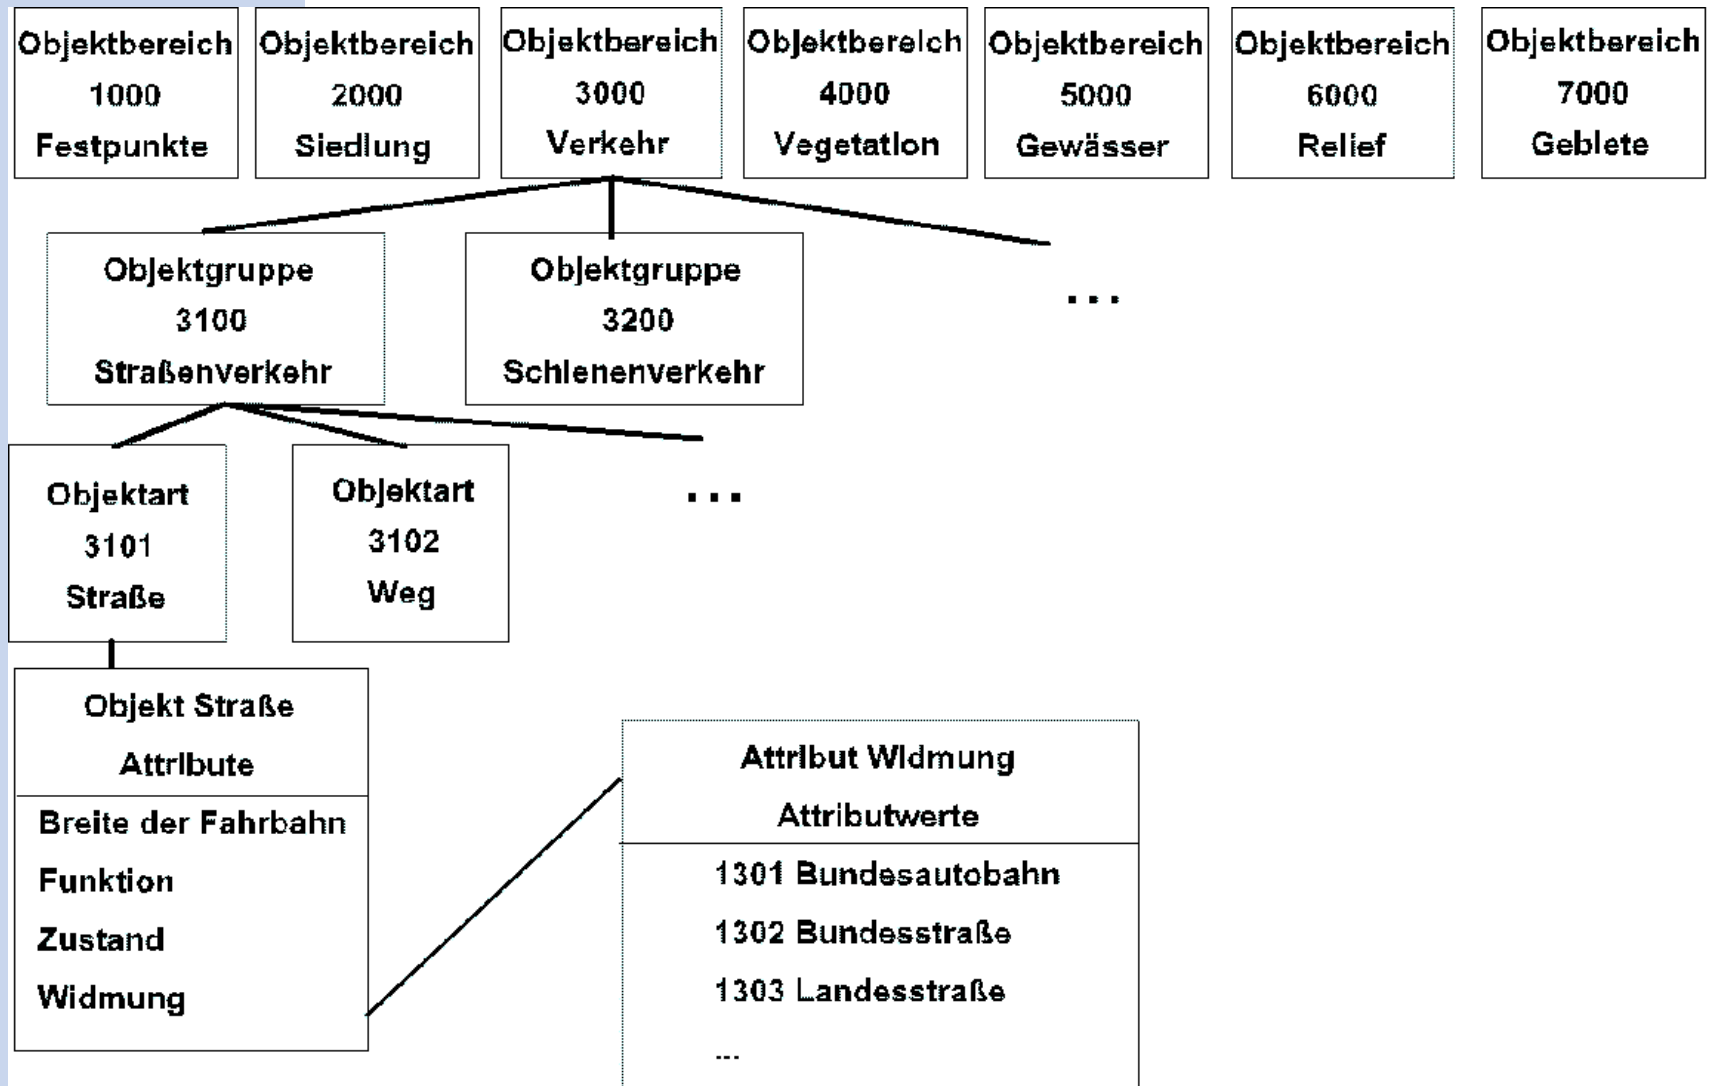 Objektbereich
1000
Festpunkte
Objektbereich
2000
Siedlung
Objektbereich
3000
Verkehr
Objektbereich
4000
Vegetation
Objektbereich
5000
Gewässer
Objektbereich
6000
Relief
Objektbereich
7000
Gebiete
Objektgruppe
3100
Straßenverkehr
Objektgruppe
3200
Schienenverkehr
...
Objektart
3101
Straße
Objektart
3102
Weg
...
Objekt Straße
Attribute
Breite der Fahrbahn
Funktion
Zustand
Widmung
Attribut Widmung
Attributwerte
1301 Bundesautobahn
1302 Bundesstraße
1303 Landesstraße
...